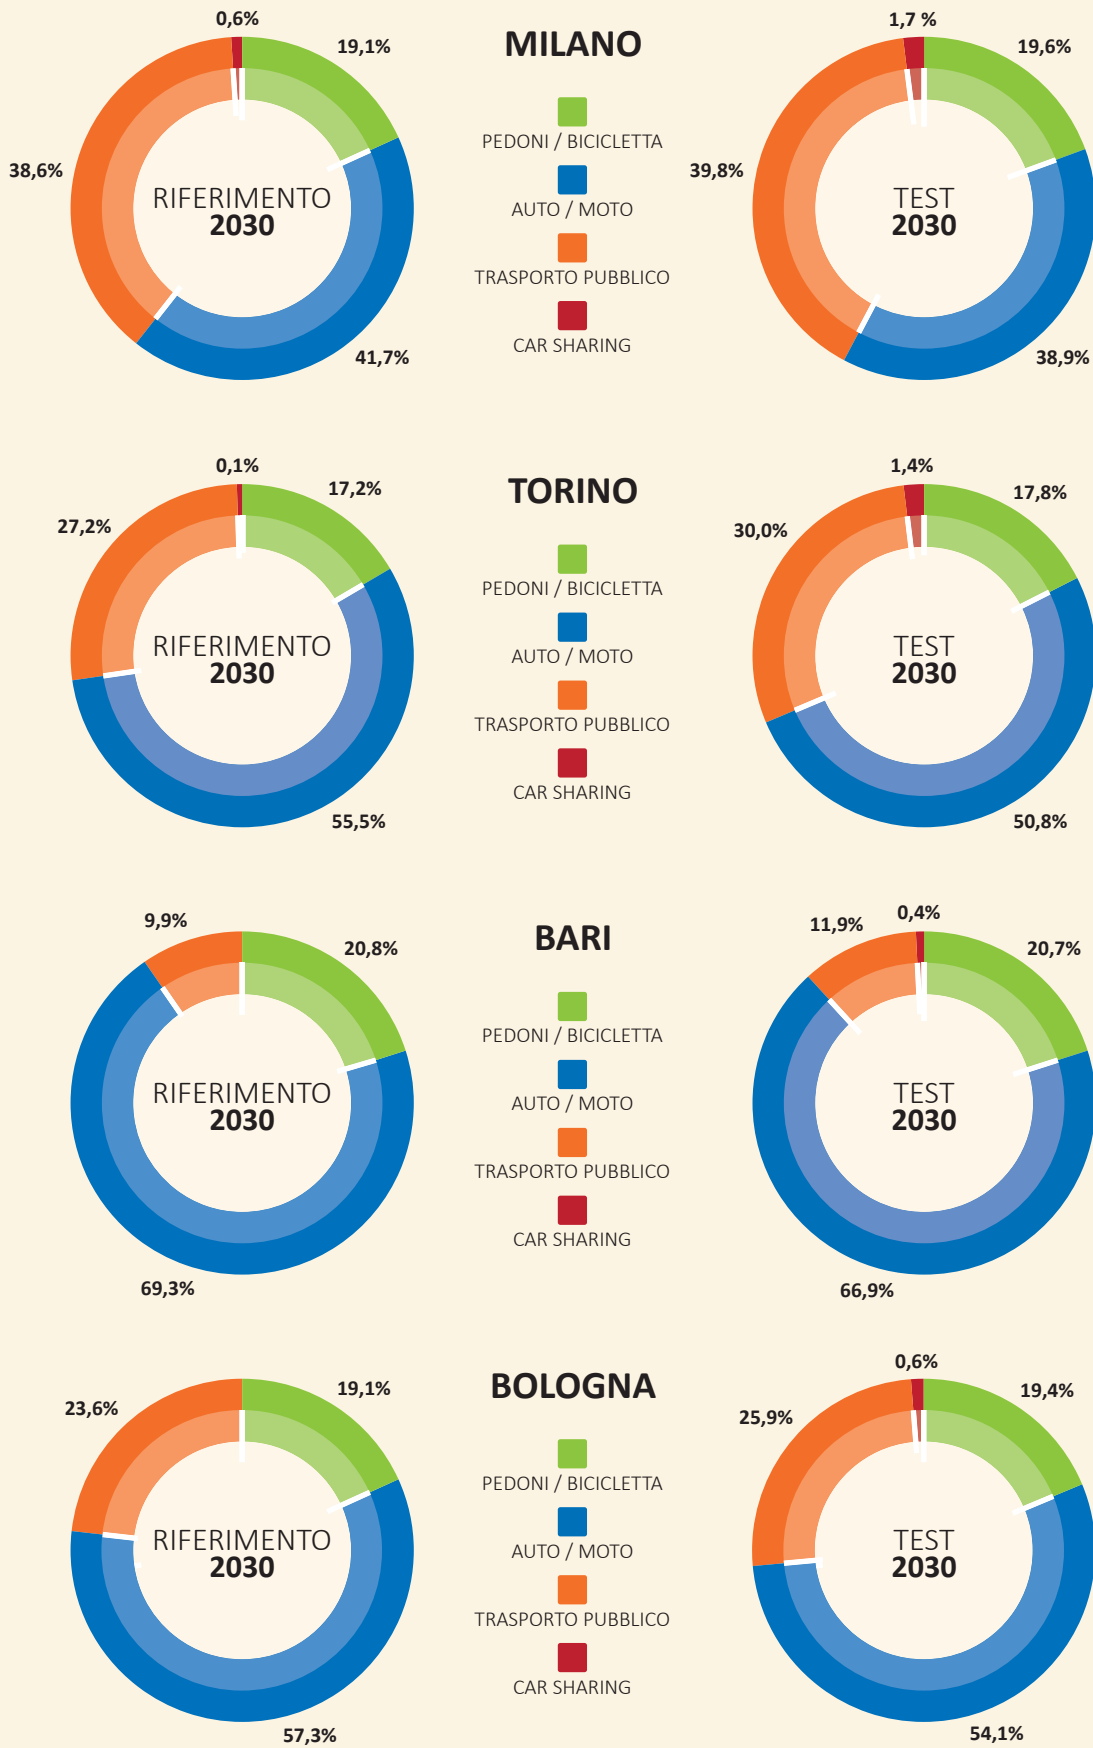 MILANO
0,6%
19,1%
38,6%
41,7%
RIFERIMENTO
2030
PEDONI / BICICLETTA
AUTO / MOTO
TRASPORTO PUBBLICO
CAR SHARING
1,7 %
19,6%
39,8%
38,9%
TEST
2030
TORINO
0,1%
17,2%
27,2%
55,5%
RIFERIMENTO
2030
PEDONI / BICICLETTA
AUTO / MOTO
TRASPORTO PUBBLICO
CAR SHARING
1,4%
17,8%
30,0%
50,8%
TEST
2030
BARI
9,9%
20,8%
69,3%
RIFERIMENTO
2030
PEDONI / BICICLETTA
AUTO / MOTO
TRASPORTO PUBBLICO
CAR SHARING
11,9%
0,4%
20,7%
66,9%
TEST
2030
BOLOGNA
23,6%
19,1%
57,3%
RIFERIMENTO
2030
PEDONI / BICICLETTA
AUTO / MOTO
TRASPORTO PUBBLICO
CAR SHARING
0,6%
19,4%
25,9%
54,1%
TEST
2030